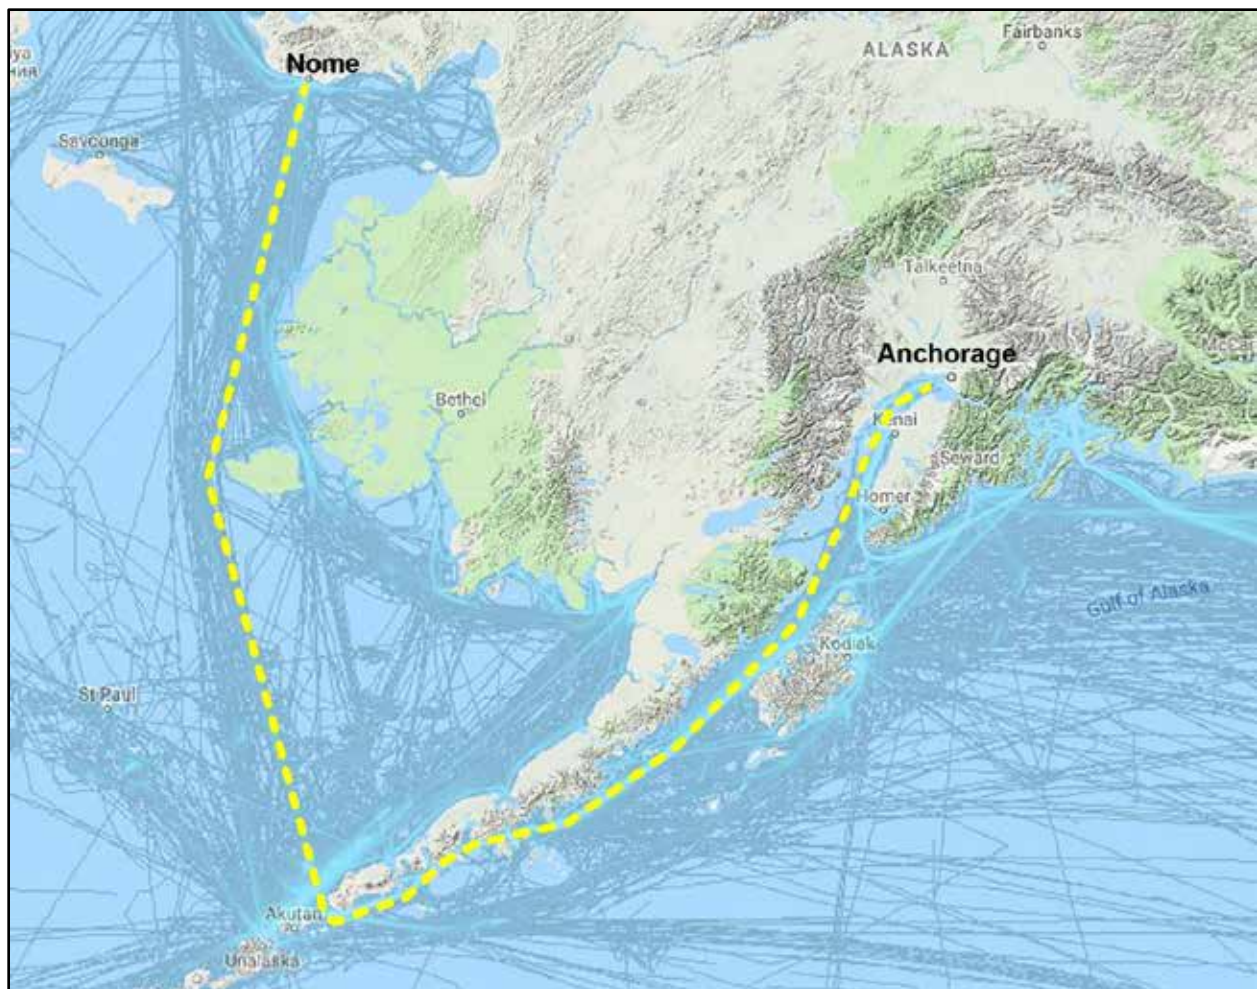 Fairbanks
ALASKA
Nome
Savoonga
Talkeetna
Anchorage
Bethel
Kenai
Seward
Homer
Gulf of Alaska
Kodiak
St Paul
Akutan
Unalaska